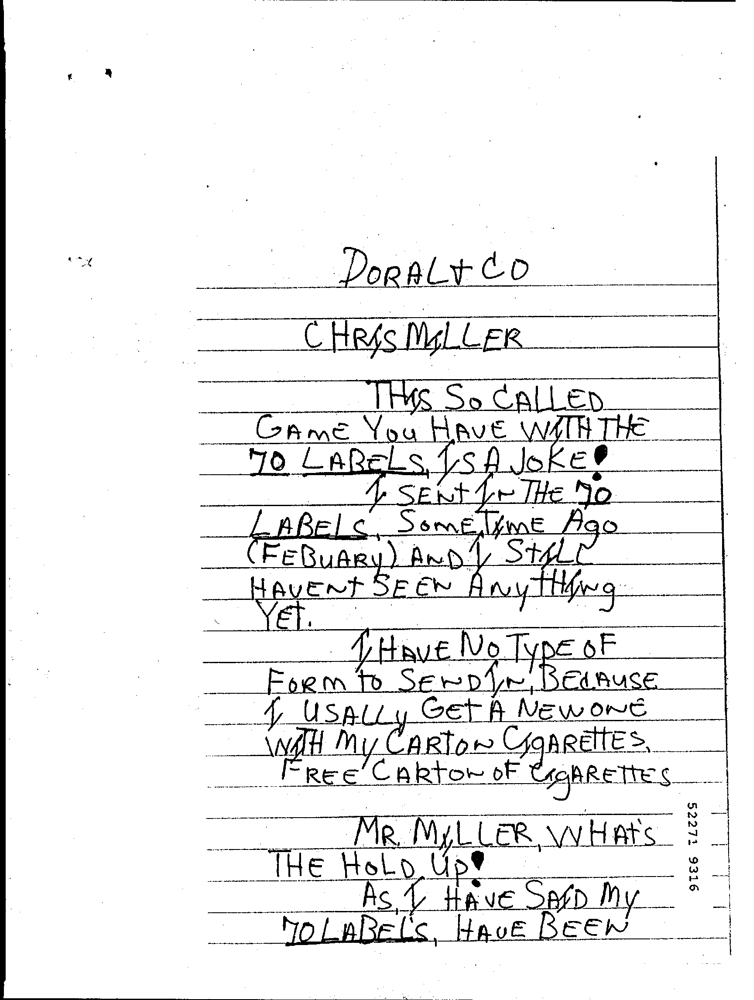 DORAL & CO
CHRIS MILLER
THIS SO CALLED
GAME YOU HAVE WITH THE
70 LABELS, IS A JOKE!
I SENT IN THE 70
LABELS, SOMETIME AGO
(FEBUARY) AND I STILL
HAVENT SEEN ANYTHING
YET.
I HAVE NO TYPE OF
FORM TO SEND IN, BECAUSE
I USALLY GET A NEW ONE
WITH MY CARTON CIGARETTES,
FREE CARTON OF CIGARETTES
MR. MILLER, WHAT'S
THE HOLD UP!
AS, I HAVE SAID MY
70 LABEL'S, HAVE BEEN
52271 9316